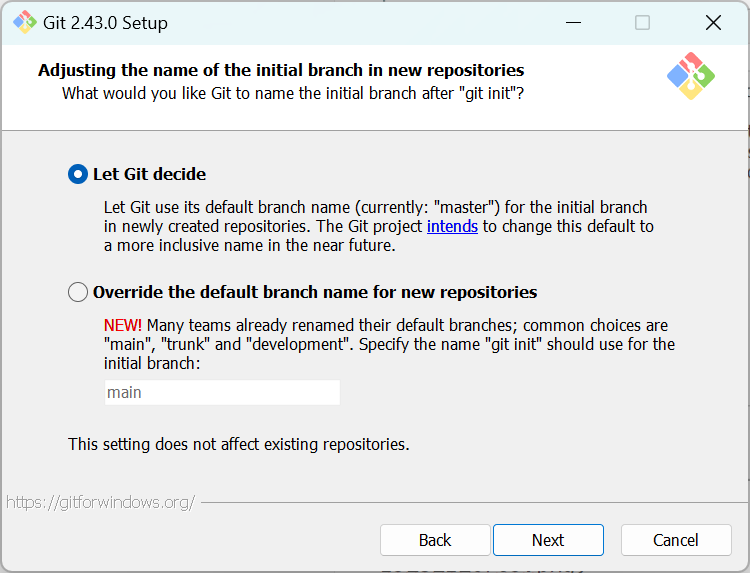 Git 2.43.0 Setup
Adjusting the name of the initial branch in new repositories
What would you like Git to name the initial branch after "git init"?
Let Git decide
Let Git use its default branch name (currently: "master") for the initial branch
in newly created repositories. The Git project intends to change this default to
a more inclusive name in the near future.
Override the default branch name for new repositories
NEW! Many teams already renamed their default branches; common choices are
"main", "trunk" and "development". Specify the name "git init" should use for the
initial branch:
main
This setting does not affect existing repositories.
https://gitforwindows.org/
Back
Next
Cancel